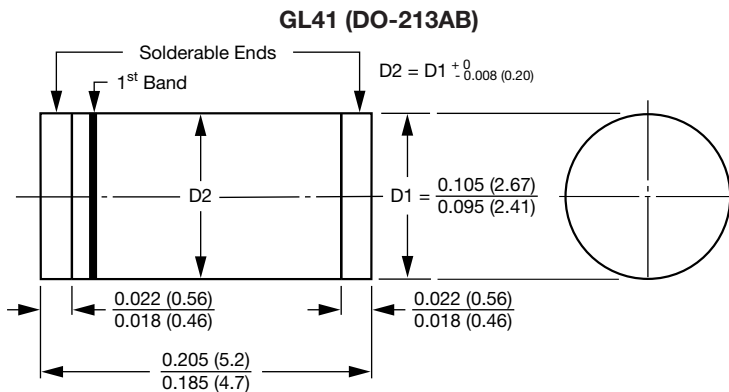 GL41 (DO-213AB)
Solderable Ends
D2 = D1 + 0 - 0.008 (0.20)
1st Band
D2
D1 = 0.105 (2.67)
0.095 (2.41)
0.022 (0.56)
0.018 (0.46)
0.022 (0.56)
0.018 (0.46)
0.205 (5.2)
0.185 (4.7)